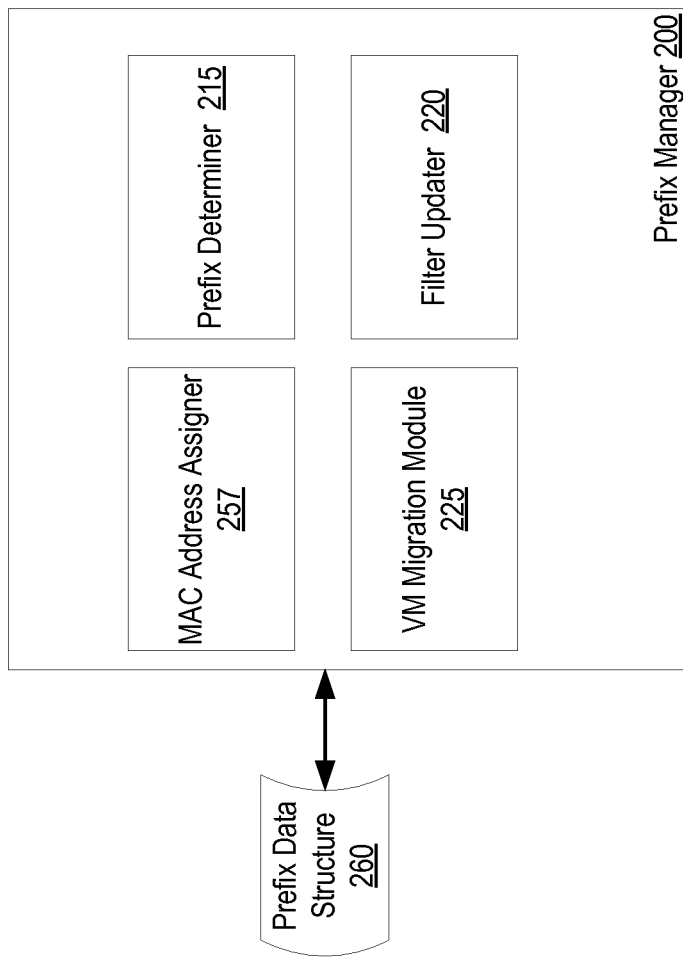 MAC Address Assigner
257
Prefix Determiner 215
VM Migration Module
225
Filter Updater 220
Prefix Manager 200
Prefix Data
Structure
260